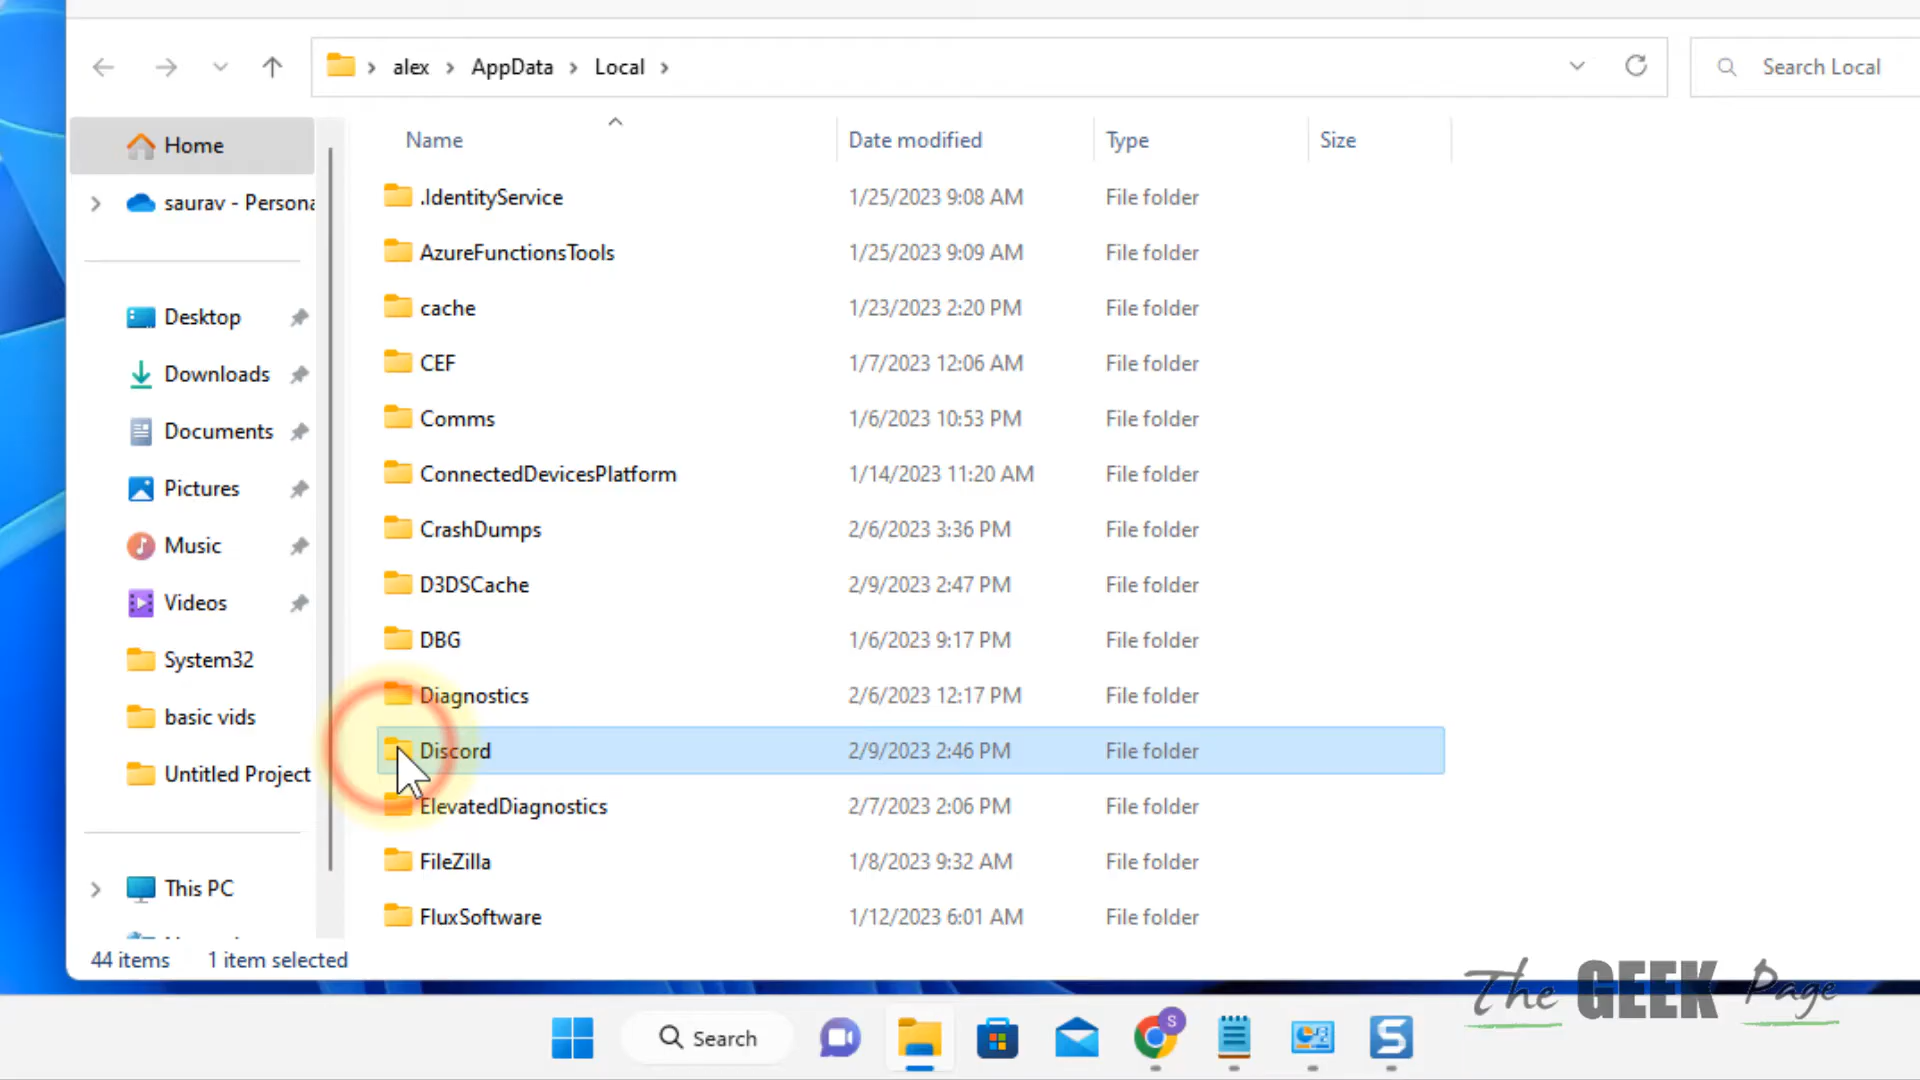 alex AppData Local
Search Local
Name Date modified Type Size
Home
saurav - Persona
Desktop
Downloads
Documents
Pictures
Music
Videos
System32
basic vids
Untitled Project
This PC
.IdentityService 1/25/2023 9:08 AM File folder
AzureFunctionsTools 1/25/2023 9:09 AM File folder
cache 1/23/2023 2:20 PM File folder
CEF 1/7/2023 12:06 AM File folder
Comms 1/6/2023 10:53 PM File folder
ConnectedDevicesPlatform 1/14/2023 11:20 AM File folder
CrashDumps 2/6/2023 3:36 PM File folder
D3DSCache 2/9/2023 2:47 PM File folder
DBG 1/6/2023 9:17 PM File folder
Diagnostics 2/6/2023 12:17 PM File folder
Discord 2/9/2023 2:46 PM File folder
ElevatedDiagnostics 2/7/2023 2:06 PM File folder
FileZilla 1/8/2023 9:32 AM File folder
FluxSoftware 1/12/2023 6:01 AM File folder
44 items 1 item selected
The GEEK Page
Search
S
S